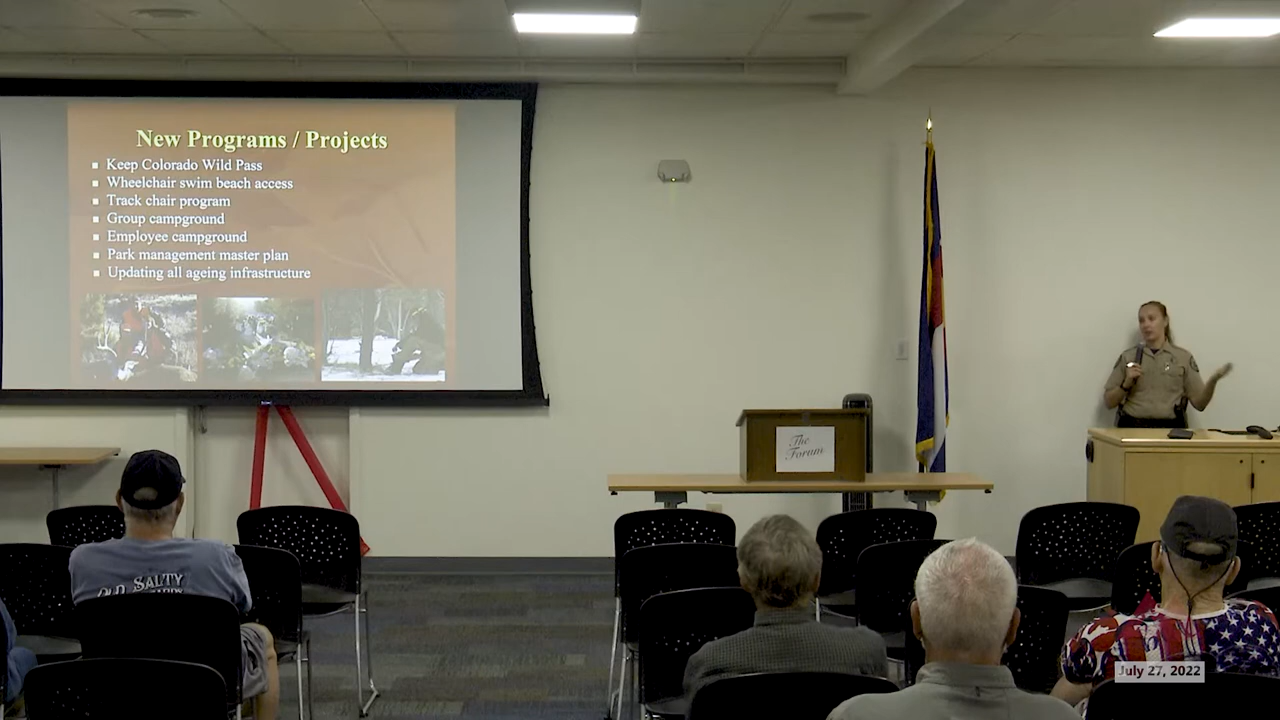 New Programs / Projects
Keep Colorado Wild Pass
Wheelchair swim beach access
Track chair program
Group campground
Employee campground
Park management master plan
Updating all ageing infrastructure
The
Forum
OLD SALTY
July 27, 2022